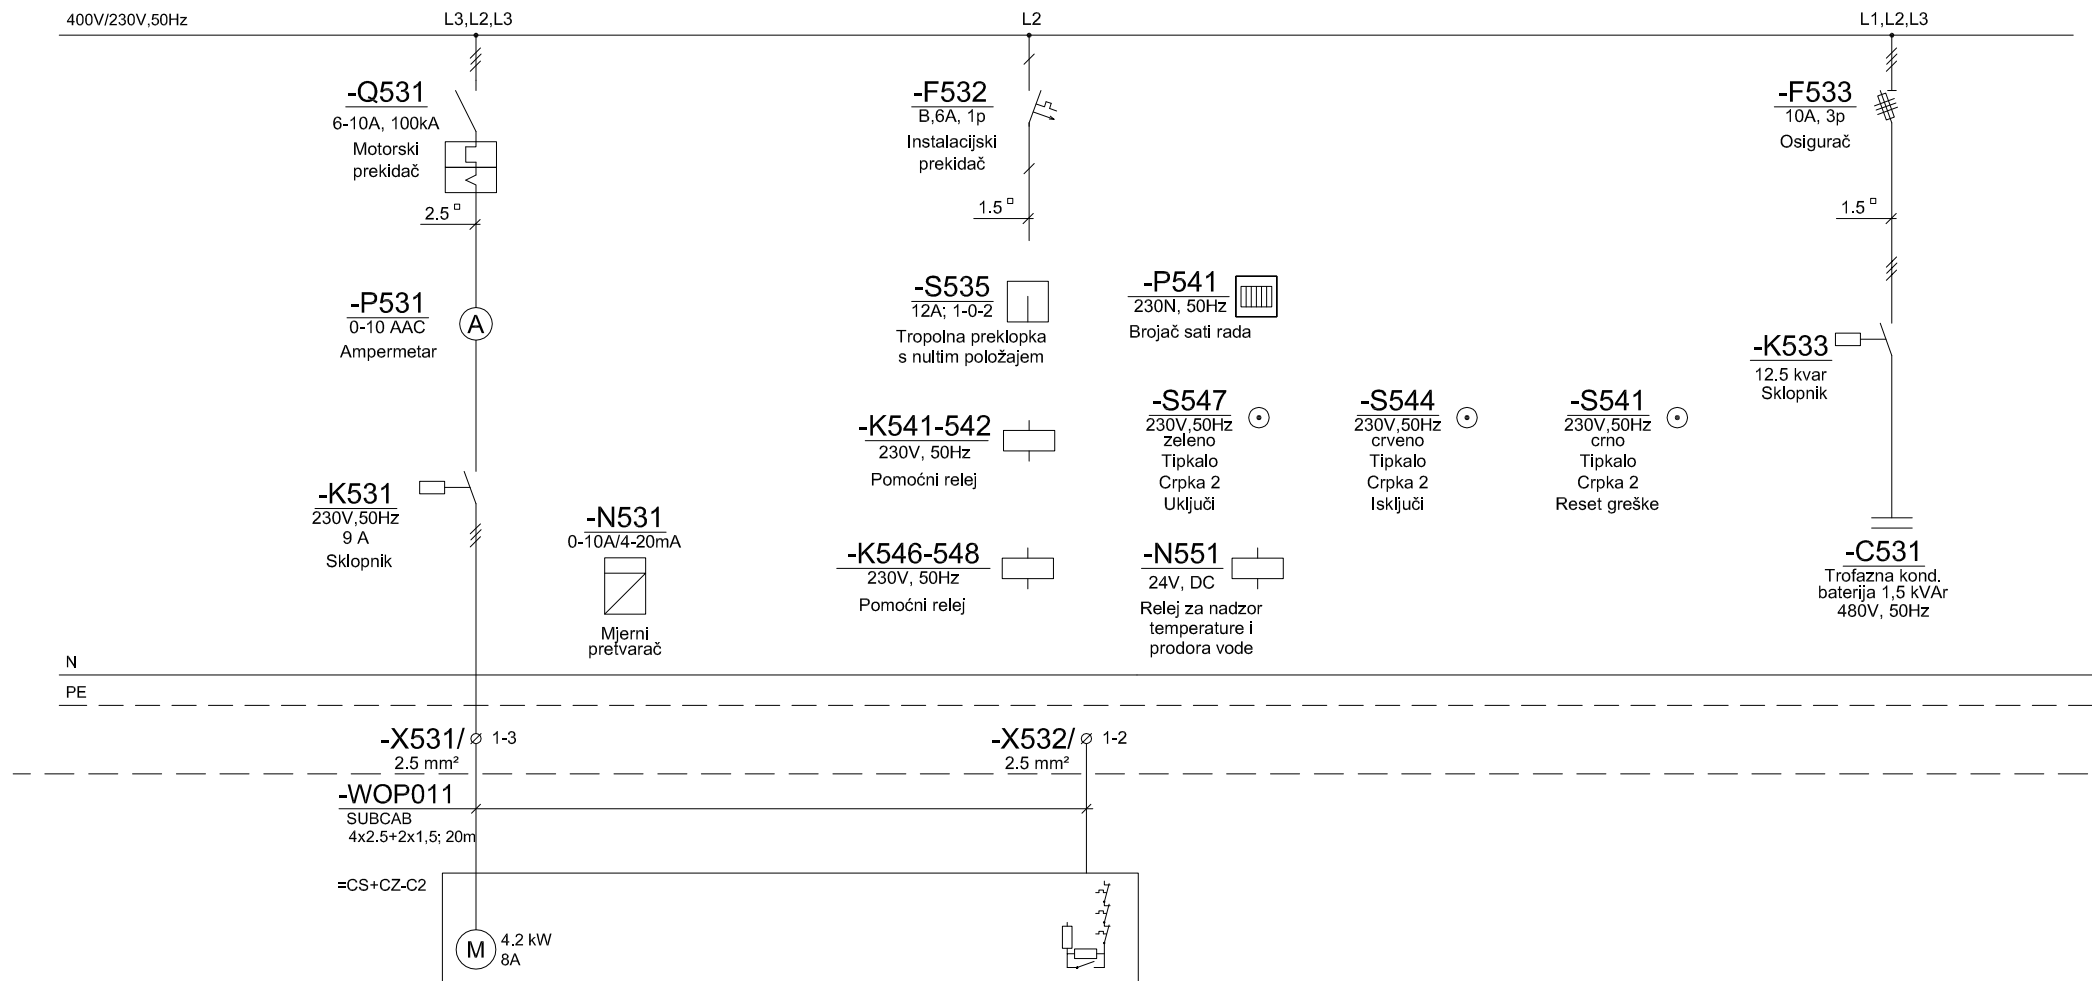 400V/230V,50Hz
L3,L2,L3
L2
L1,L2,L3
-Q531
6-10A, 100kA
Motorski
prekidač
2.5
-F532
B,6A, 1p
Instalacijski
prekidač
1.5
-F533
10A, 3p
Osigurač
1.5
-P531
0-10 AAC
Ampermetar
A
-S535
12A; 1-0-2
Tropolna preklopka
s nultim položajem
-P541
230N, 50Hz
Brojač sati rada
-K533
12.5 kvar
Sklopnik
-K541-542
230V, 50Hz
Pomoćni relej
-S547
230V,50Hz
zeleno
Tipkalo
Crpka 2
Uključi
-S544
230V,50Hz
crveno
Tipkalo
Crpka 2
Isključi
-S541
230V,50Hz
crno
Tipkalo
Crpka 2
Reset greške
-K531
230V,50Hz
9 A
Sklopnik
-N531
0-10A/4-20mA
Mjerni
pretvarač
-K546-548
230V, 50Hz
Pomoćni relej
-N551
24V, DC
Relej za nadzor
temperature i
prodora vode
-C531
Trofazna kond.
baterija 1,5 kVAr
480V, 50Hz
N
PE
-X531/ 1-3
2.5 mm²
-X532/ 1-2
2.5 mm²
-WOP011
SUBCAB
4x2.5+2x1,5; 20m
=CS+CZ-C2
M
4.2 kW
8A